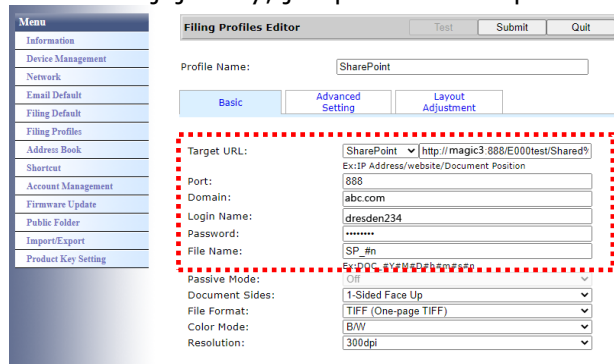 Menu
Information
Device Management
Network
Email Default
Filing Default
Filing Profiles
Address Book
Shortcut
Account Management
Firmware Update
Public Folder
Import/Export
Product Key Setting
Filing Profiles Editor Test Submit Quit
Profile Name: SharePoint
Basic Advanced Setting Layout Adjustment
Target URL: SharePoint http://magic3:888/E000test/Shared%
Ex:IP Address/website/Document Position
Port: 888
Domain: abc.com
Login Name: dresden234
Password: ••••••••
File Name: SP_#n
Ex:DOC_#Y#M#D#h#m#s#n
Passive Mode: Off
Document Sides: 1-Sided Face Up
File Format: TIFF (One-page TIFF)
Color Mode: B/W
Resolution: 300dpi